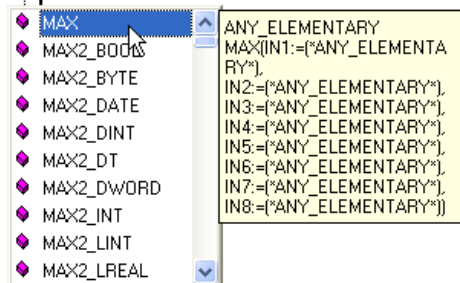 MAX
MAX2_BOOL
MAX2_BYTE
MAX2_DATE
MAX2_DINT
MAX2_DT
MAX2_DWORD
MAX2_INT
MAX2_LINT
MAX2_LREAL
ANY_ELEMENTARY
MAX(IN1:=(*ANY_ELEMENTA
RY*),
IN2:=(*ANY_ELEMENTARY*),
IN3:=(*ANY_ELEMENTARY*),
IN4:=(*ANY_ELEMENTARY*),
IN5:=(*ANY_ELEMENTARY*),
IN6:=(*ANY_ELEMENTARY*),
IN7:=(*ANY_ELEMENTARY*),
IN8:=(*ANY_ELEMENTARY*))